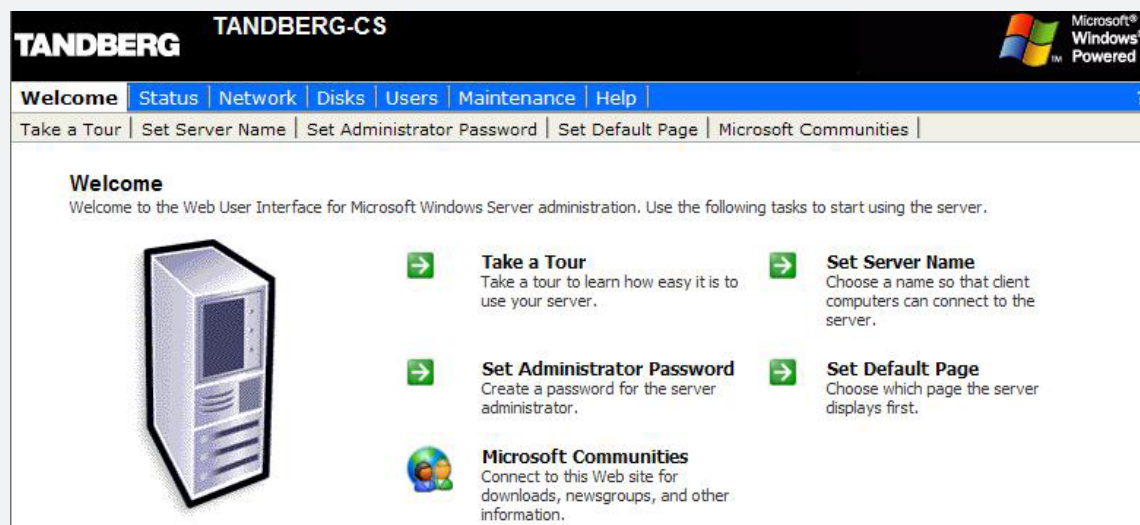 TANDBERG
TANDBERG-CS
Microsoft®
Windows®
TM Powered
Welcome | Status | Network | Disks | Users | Maintenance | Help |
Take a Tour | Set Server Name | Set Administrator Password | Set Default Page | Microsoft Communities |
Welcome
Welcome to the Web User Interface for Microsoft Windows Server administration. Use the following tasks to start using the server.
Take a Tour
Take a tour to learn how easy it is to
use your server.
Set Server Name
Choose a name so that client
computers can connect to the
server.
Set Administrator Password
Create a password for the server
administrator.
Set Default Page
Choose which page the server
displays first.
Microsoft Communities
Connect to this Web site for
downloads, newsgroups, and other
information.